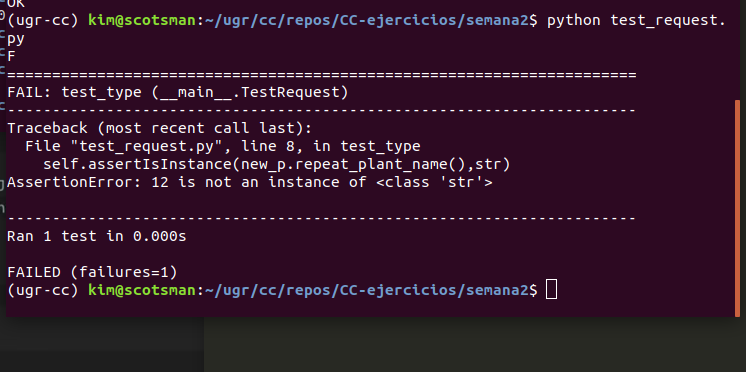 OK
(ugr-cc) kim@scotsman:~/ugr/cc/repos/CC-ejercicios/semana2$ python test_request.
py
F
======================================================================
FAIL: test_type (__main__.TestRequest)
----------------------------------------------------------------------
Traceback (most recent call last):
  File "test_request.py", line 8, in test_type
    self.assertIsInstance(new_p.repeat_plant_name(),str)
AssertionError: 12 is not an instance of <class 'str'>

----------------------------------------------------------------------
Ran 1 test in 0.000s

FAILED (failures=1)
(ugr-cc) kim@scotsman:~/ugr/cc/repos/CC-ejercicios/semana2$